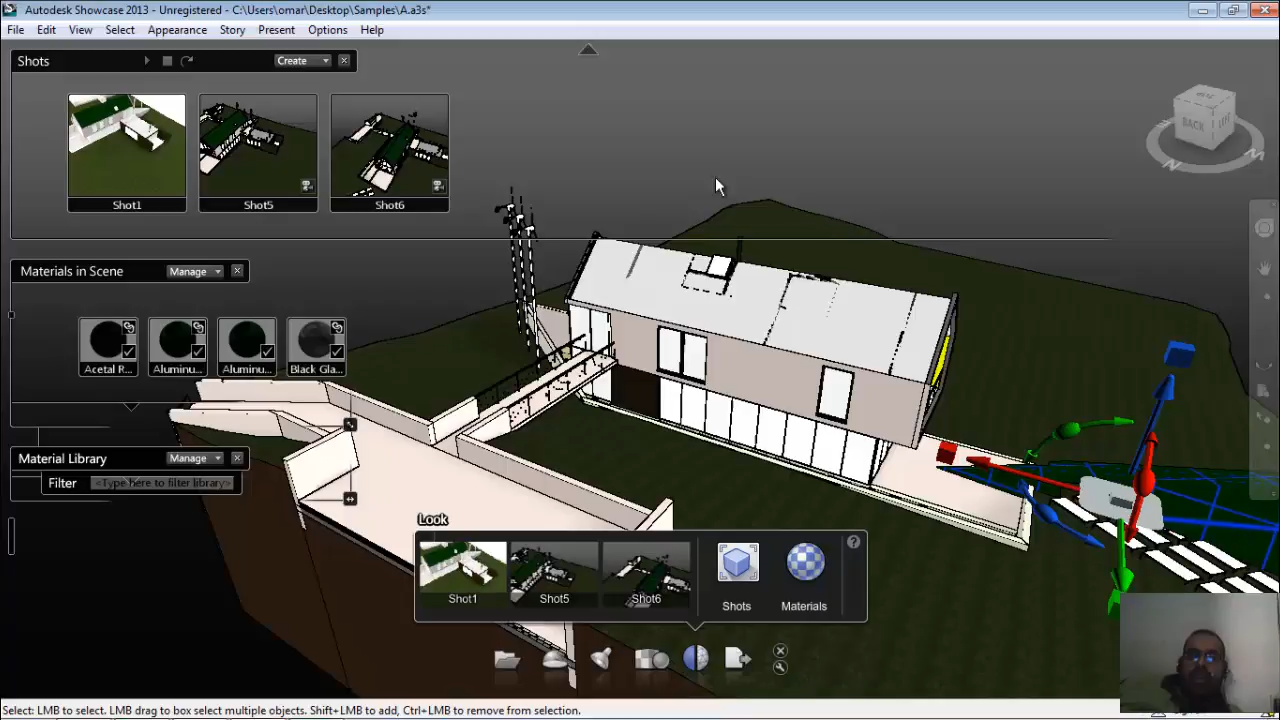 Autodesk Showcase 2013 - Unregistered - C:\Users\omar\Desktop\Samples\A.a3s*
File Edit View Select Appearance Story Present Options Help
Shots
Create
Shot1 Shot5 Shot6
BACK
Materials in Scene Manage
Acetal R... Aluminu... Aluminu... Black Gla...
Material Library Manage
Filter <Type here to filter library>
Look
Shot1 Shot5 Shot6 Shots Materials
Select: LMB to select. LMB drag to box select multiple objects. Shift+LMB to add, Ctrl+LMB to remove from selection.